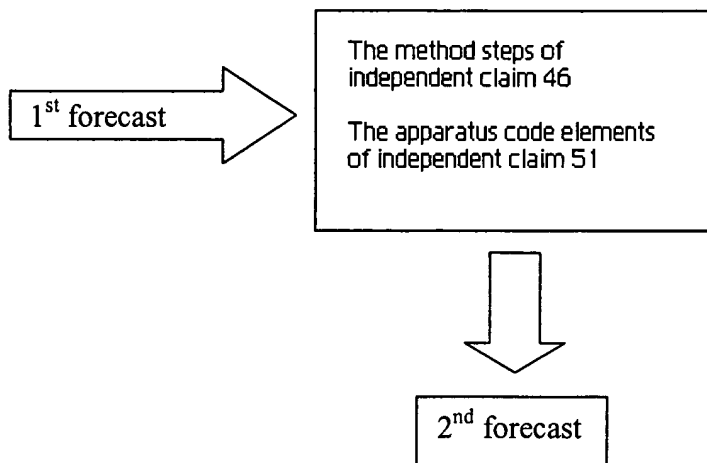 The method steps of
independent claim 46
The apparatus code elements
of independent claim 51
1st forecast
2nd forecast